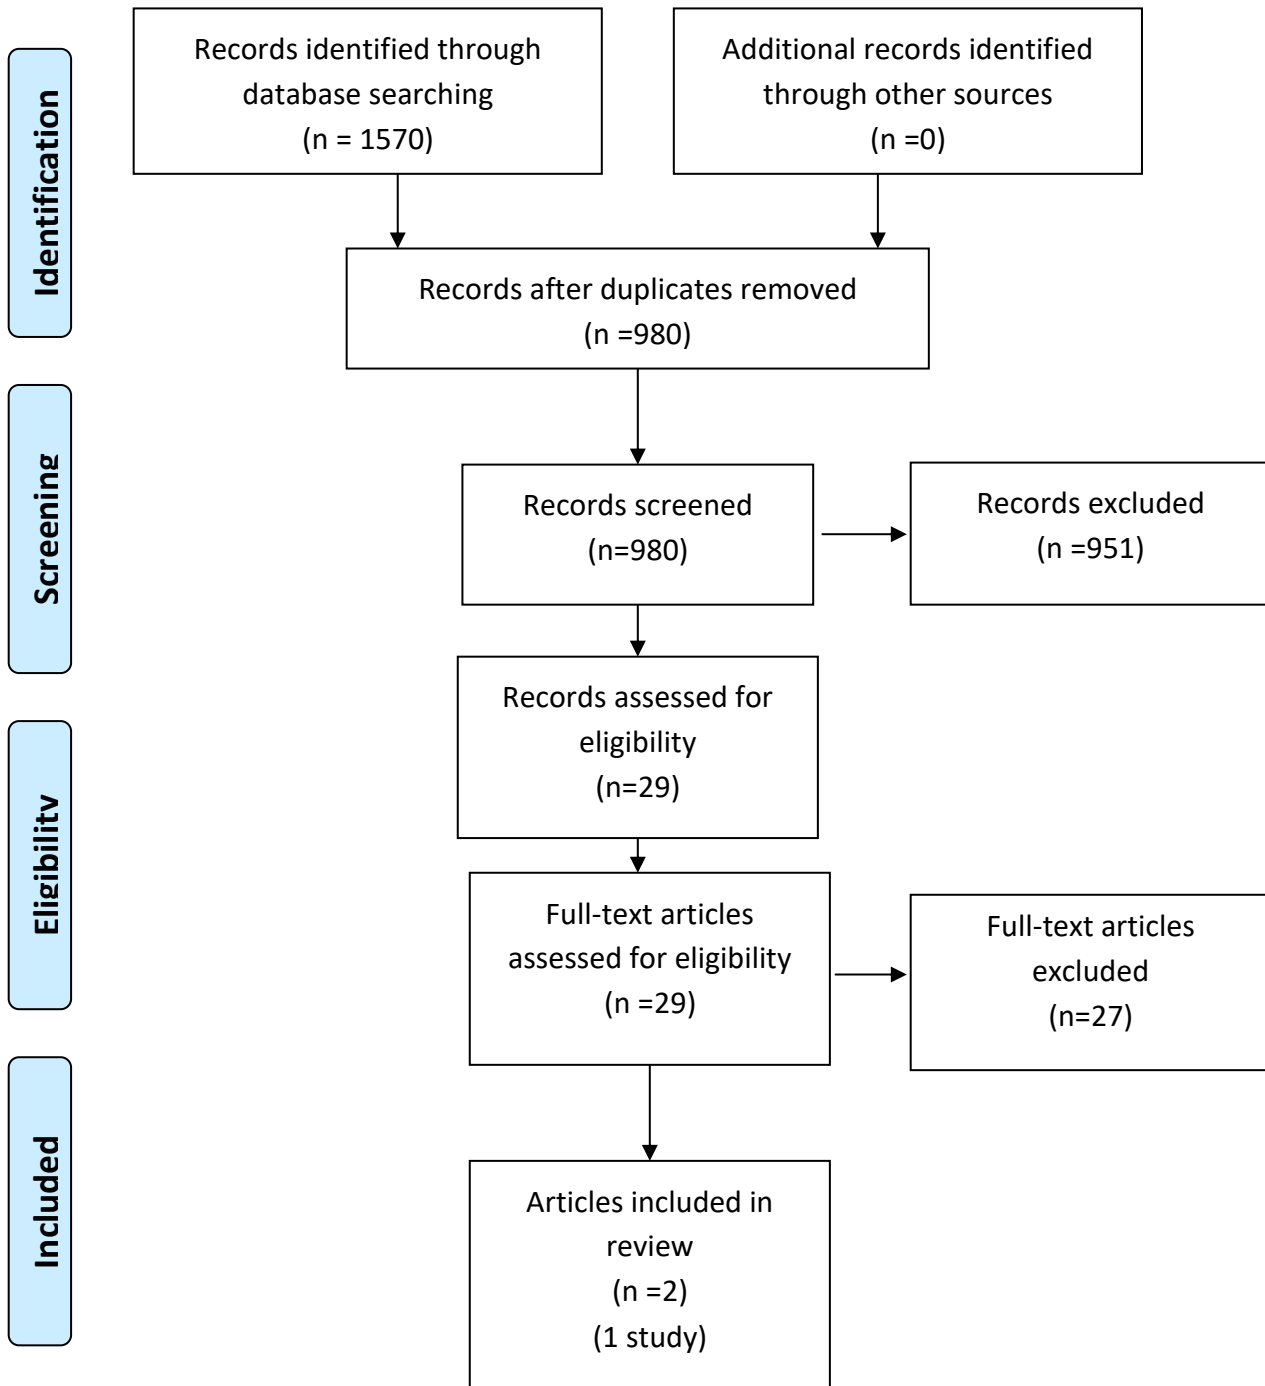 Identification
Records identified through
database searching
(n = 1570)
Additional records identified
through other sources
(n =0)
Records after duplicates removed
(n =980)
Screening
Records screened
(n=980)
Records excluded
(n =951)
Eligibility
Records assessed for
eligibility
(n=29)
Full-text articles
assessed for eligibility
(n =29)
Full-text articles
excluded
(n=27)
Included
Articles included in
review
(n =2)
(1 study)